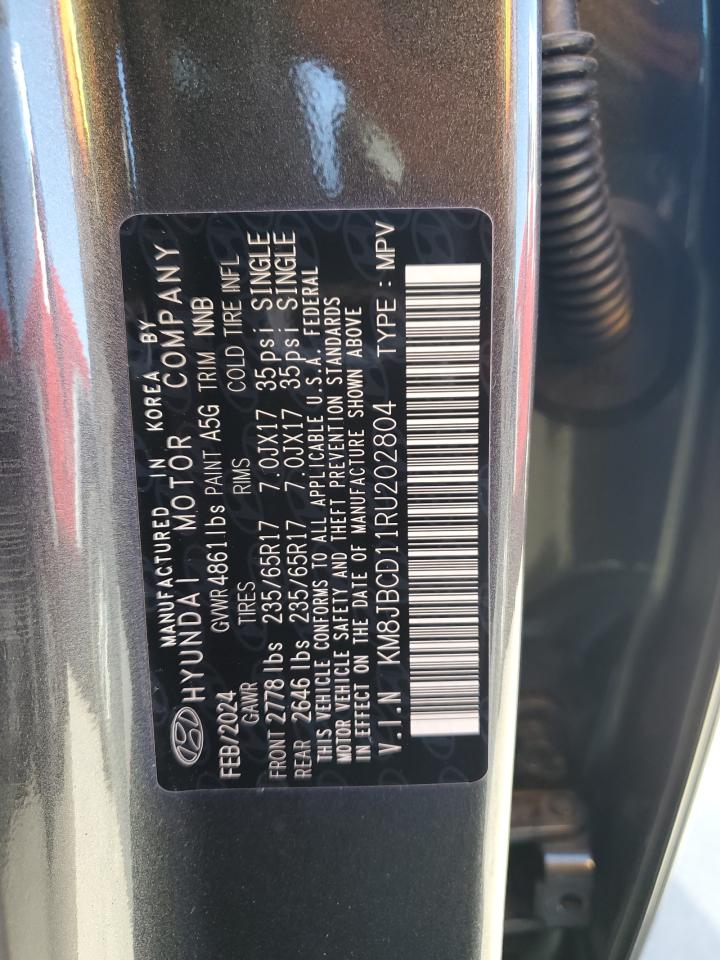 MANUFACTURED IN KOREA BY
HYUNDAI MOTOR COMPANY
FEB/2024 GVWR 4861 lbs PAINT A5G TRIM NNB
GAWR TIRES RIMS COLD TIRE INFL
FRONT 2778 lbs 235/65R17 7.0JX17 35psi SINGLE
REAR 2646 lbs 235/65R17 7.0JX17 35psi SINGLE
THIS VEHICLE CONFORMS TO ALL APPLICABLE U.S.A. FEDERAL
MOTOR VEHICLE SAFETY AND THEFT PREVENTION STANDARDS
IN EFFECT ON THE DATE OF MANUFACTURE SHOWN ABOVE
V.I.N KM8JBCD11RU202804 TYPE : MPV